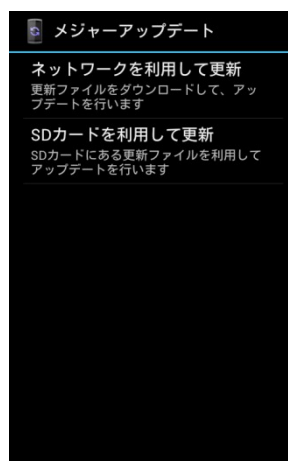 メジャーアップデート
ネットワークを利用して更新
更新ファイルをダウンロードして、アッ
プデートを行います
SDカードを利用して更新
SDカードにある更新ファイルを利用して
アップデートを行います